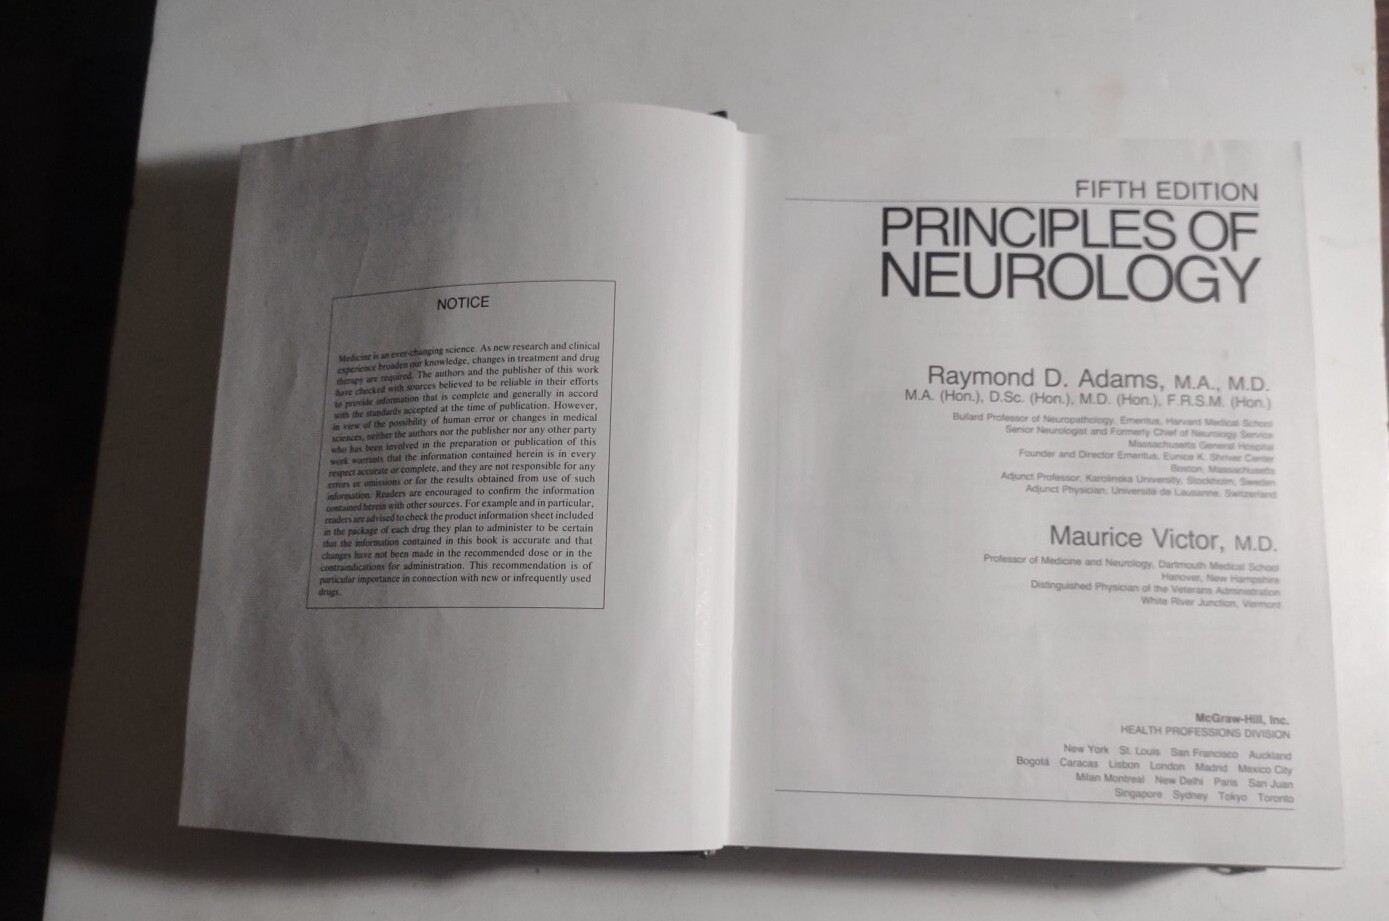 NOTICE
Medicine is an ever-changing science. As new research and clinical
experience broaden our knowledge, changes in treatment and drug
therapy are required. The authors and the publisher of this work
have checked with sources believed to be reliable in their efforts
to provide information that is complete and generally in accord
with the standards accepted at the time of publication. However,
in view of the possibility of human error or changes in medical
sciences, neither the authors nor the publisher nor any other party
who has been involved in the preparation or publication of this
work warrants that the information contained herein is in every
respect accurate or complete, and they are not responsible for any
errors or omissions or for the results obtained from use of such
information. Readers are encouraged to confirm the information
contained herein with other sources. For example and in particular,
readers are advised to check the product information sheet included
in the package of each drug they plan to administer to be certain
that the information contained in this book is accurate and that
changes have not been made in the recommended dose or in the
contraindications for administration. This recommendation is of
particular importance in connection with new or infrequently used
drugs.
FIFTH EDITION
PRINCIPLES OF
NEUROLOGY
Raymond D. Adams, M.A., M.D.
M.A. (Hon.), D.Sc. (Hon.), M.D. (Hon.), F.R.S.M. (Hon.)
Bullard Professor of Neuropathology, Emeritus, Harvard Medical School
Senior Neurologist and Formerly Chief of Neurology Service
Massachusetts General Hospital
Founder and Director Emeritus, Eunice K. Shriver Center
Boston, Massachusetts
Adjunct Professor, Karolinska University, Stockholm, Sweden
Adjunct Physician, Université de Lausanne, Switzerland
Maurice Victor, M.D.
Professor of Medicine and Neurology, Dartmouth Medical School
Hanover, New Hampshire
Distinguished Physician of the Veterans Administration
White River Junction, Vermont
McGraw-Hill, Inc.
HEALTH PROFESSIONS DIVISION
New York St. Louis San Francisco Auckland
Bogotá Caracas Lisbon London Madrid Mexico City
Milan Montreal New Delhi Paris San Juan
Singapore Sydney Tokyo Toronto